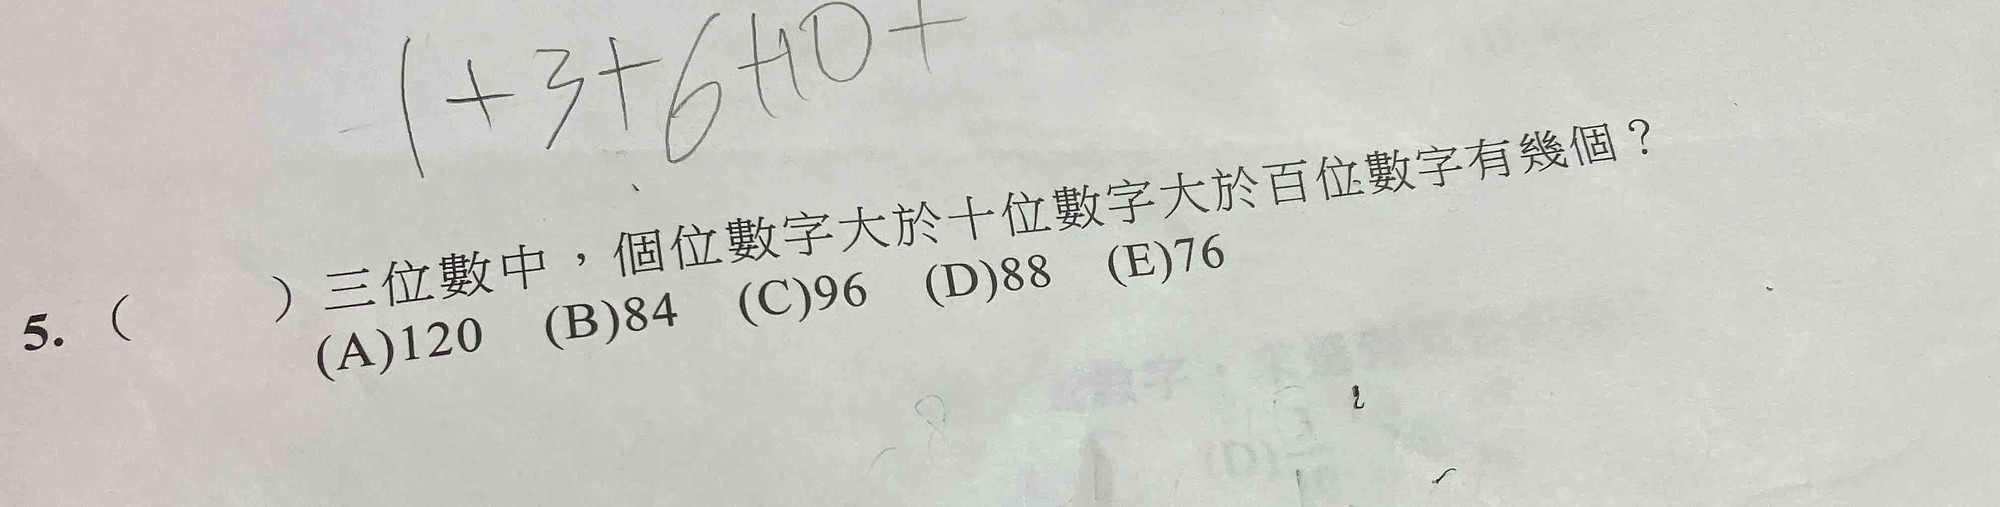 1+3+6+10+
5. (　　) 三位數中，個位數字大於十位數字大於百位數字有幾個？
(A)120 (B)84 (C)96 (D)88 (E)76